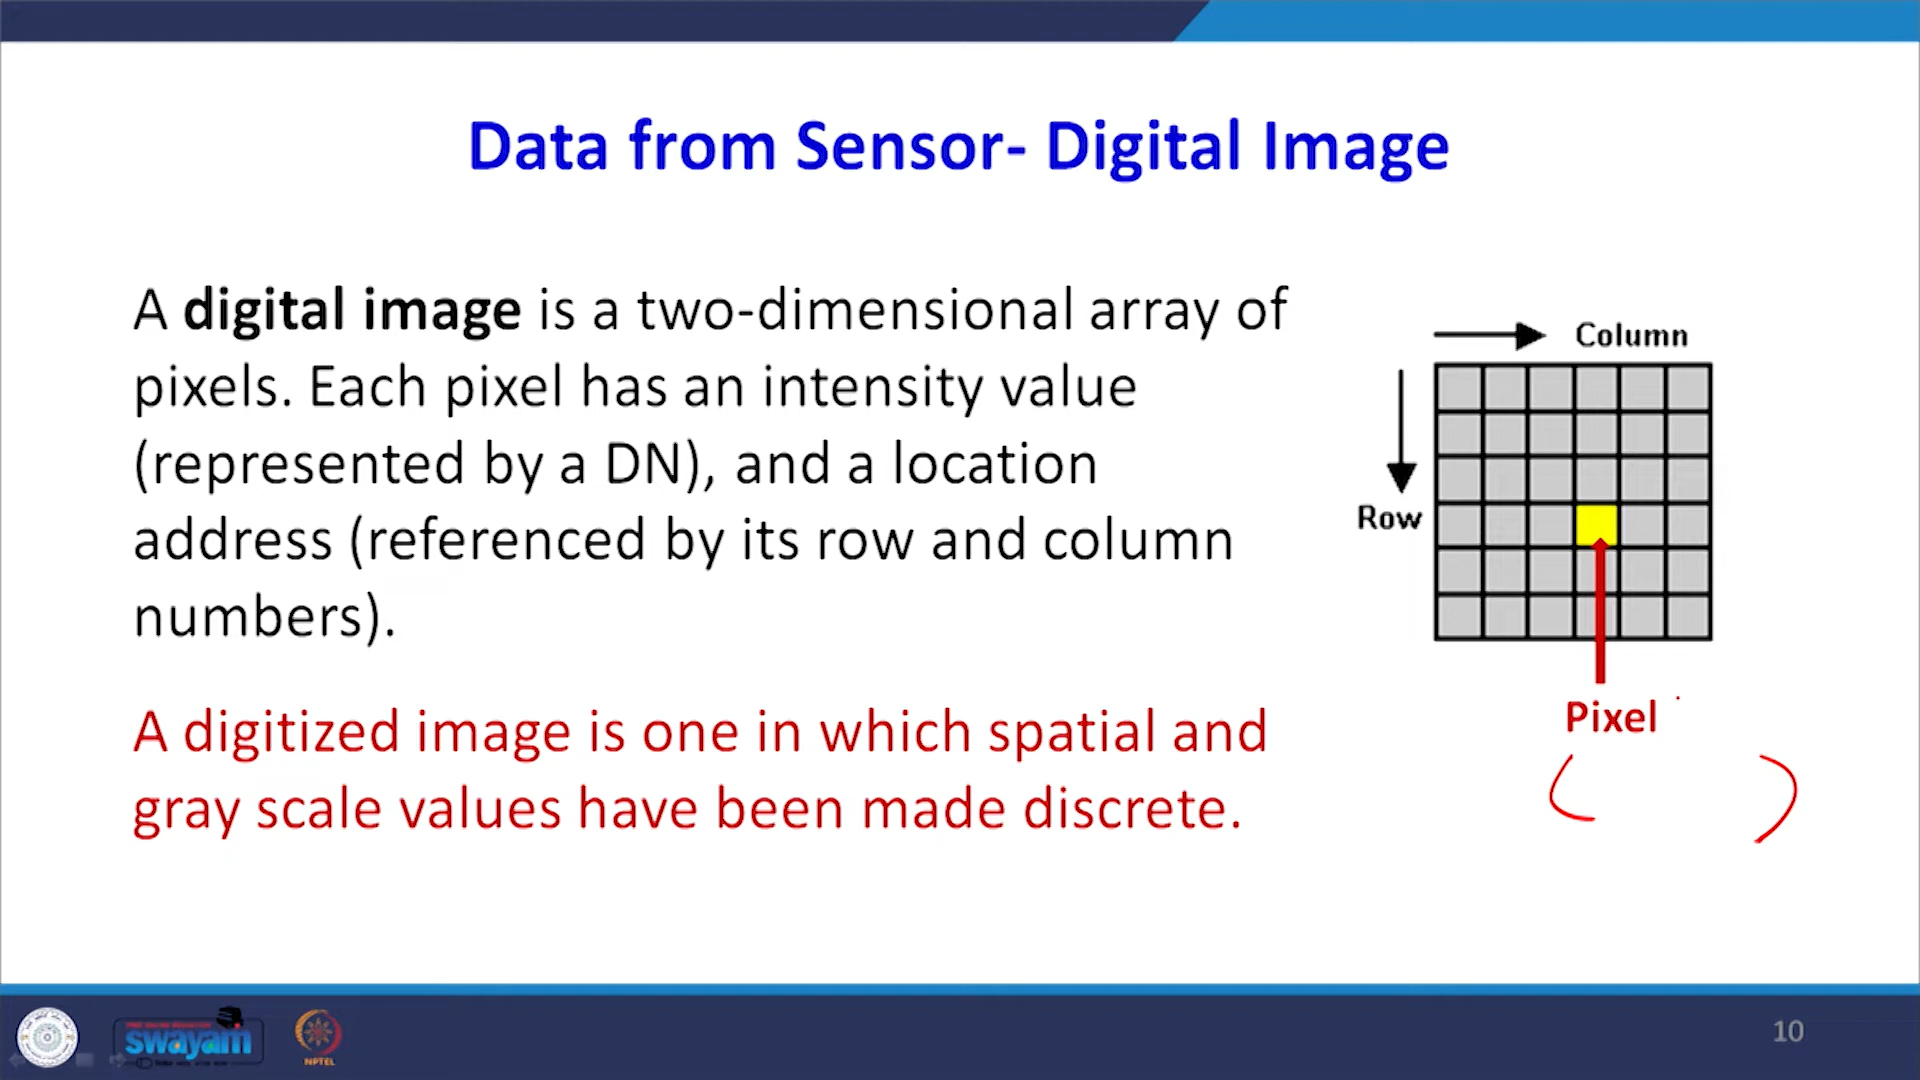 Data from Sensor- Digital Image
A digital image is a two-dimensional array of
pixels. Each pixel has an intensity value
(represented by a DN), and a location
address (referenced by its row and column
numbers).
A digitized image is one in which spatial and
gray scale values have been made discrete.
Column
Row
Pixel
swayam
NPTEL
10